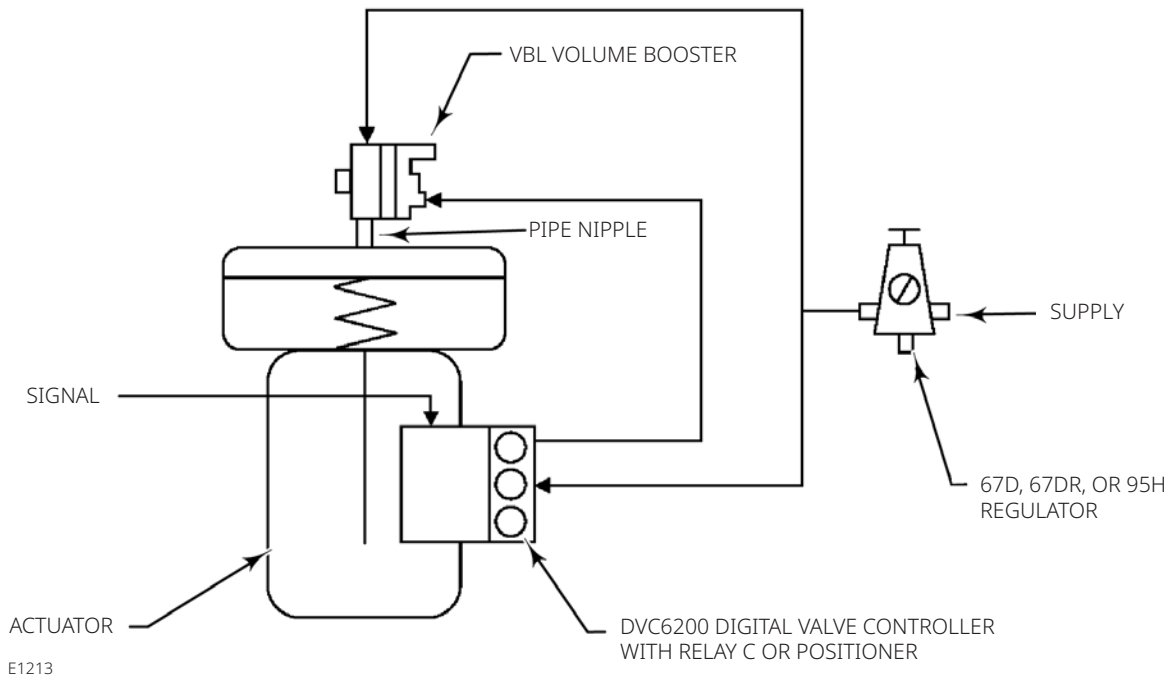 VBL VOLUME BOOSTER
PIPE NIPPLE
SUPPLY
SIGNAL
67D, 67DR, OR 95H
REGULATOR
ACTUATOR
DVC6200 DIGITAL VALVE CONTROLLER
WITH RELAY C OR POSITIONER
E1213